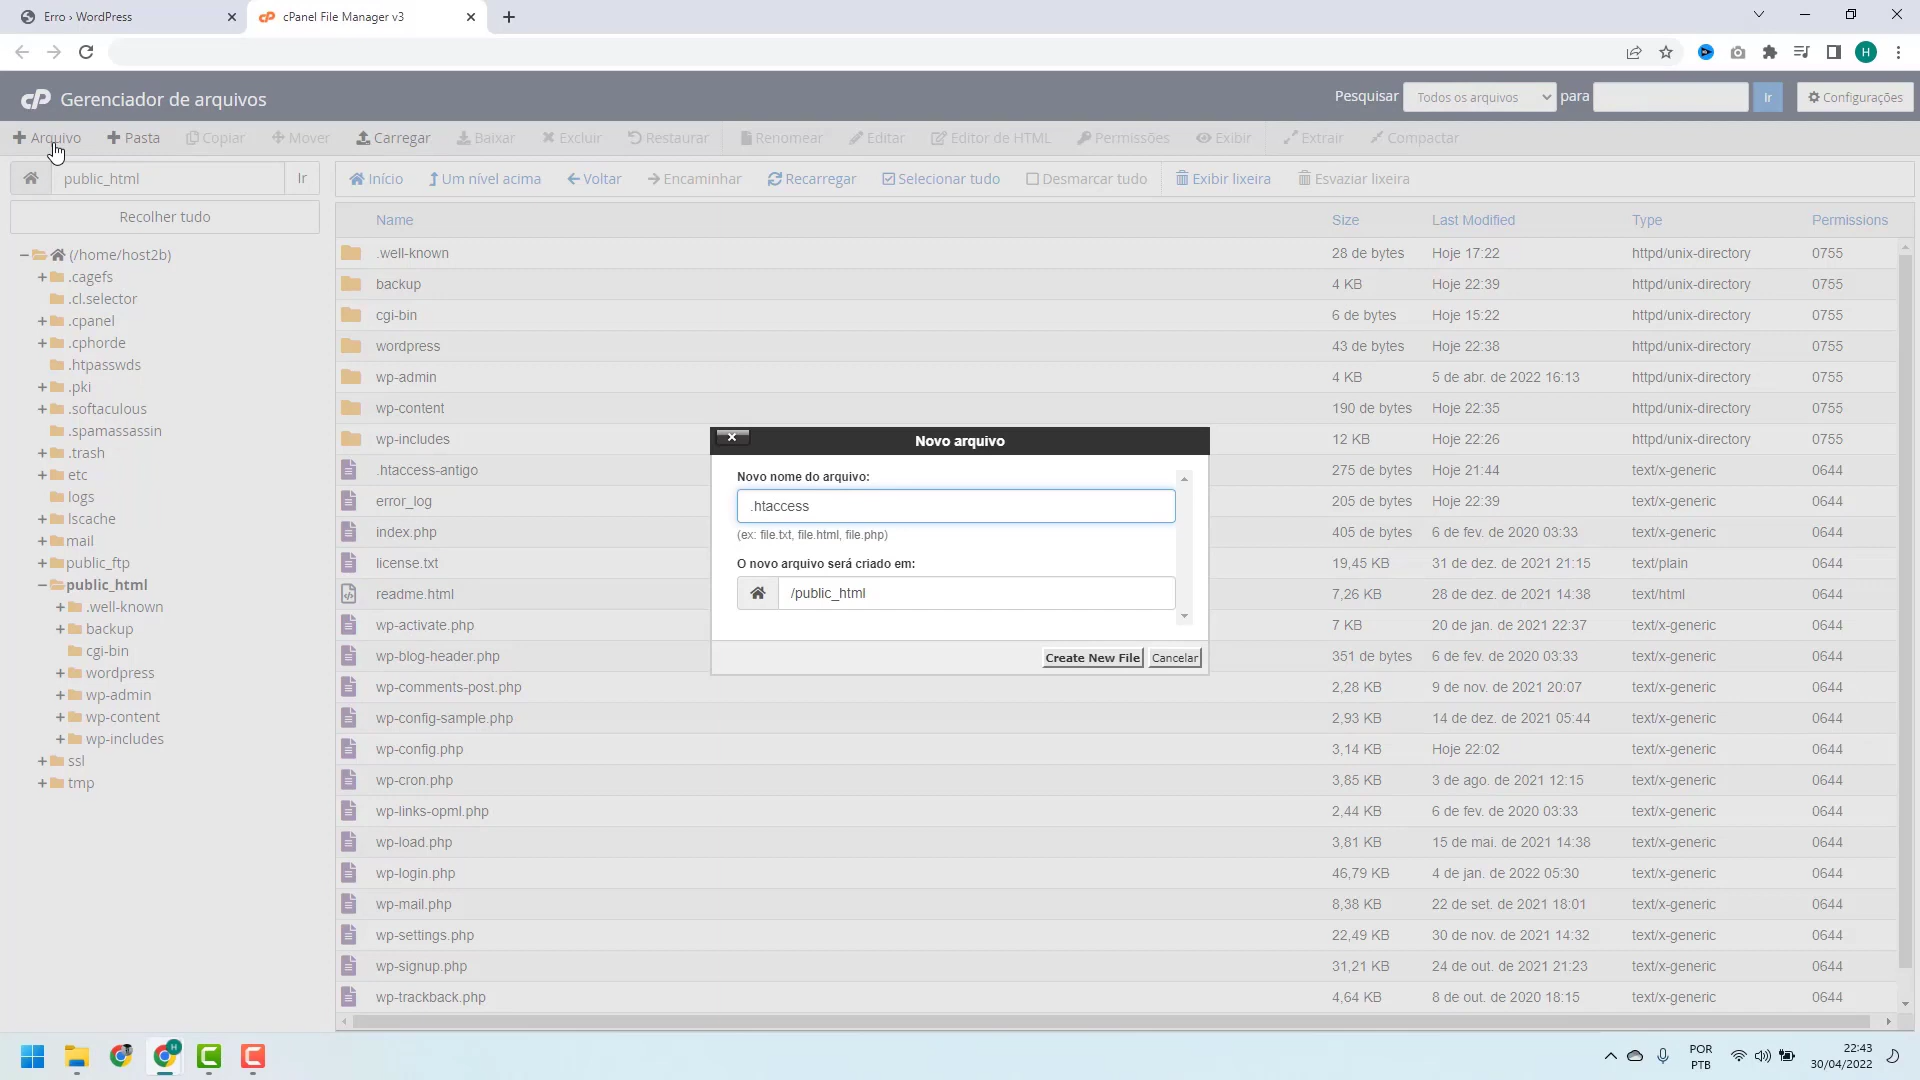 Erro › WordPress
cPanel File Manager v3
H
cP Gerenciador de arquivos
Pesquisar Todos os arquivos para Ir Configurações
Arquivo Pasta Copiar Mover Carregar Baixar Excluir Restaurar Renomear Editar Editor de HTML Permissões Exibir Extrair Compactar
public_html Ir
Início Um nível acima Voltar Encaminhar Recarregar Selecionar tudo Desmarcar tudo Exibir lixeira Esvaziar lixeira
Recolher tudo
(/home/host2b)
.cagefs
.cl.selector
.cpanel
.cphorde
.htpasswds
.pki
.softaculous
.spamassassin
.trash
etc
logs
lscache
mail
public_ftp
public_html
.well-known
backup
cgi-bin
wordpress
wp-admin
wp-content
wp-includes
ssl
tmp
Name Size Last Modified Type Permissions
.well-known 28 de bytes Hoje 17:22 httpd/unix-directory 0755
backup 4 KB Hoje 22:39 httpd/unix-directory 0755
cgi-bin 6 de bytes Hoje 15:22 httpd/unix-directory 0755
wordpress 43 de bytes Hoje 22:38 httpd/unix-directory 0755
wp-admin 4 KB 5 de abr. de 2022 16:13 httpd/unix-directory 0755
wp-content 190 de bytes Hoje 22:35 httpd/unix-directory 0755
wp-includes 12 KB Hoje 22:26 httpd/unix-directory 0755
.htaccess-antigo 275 de bytes Hoje 21:44 text/x-generic 0644
error_log 205 de bytes Hoje 22:39 text/x-generic 0644
index.php 405 de bytes 6 de fev. de 2020 03:33 text/x-generic 0644
license.txt 19,45 KB 31 de dez. de 2021 21:15 text/plain 0644
readme.html 7,26 KB 28 de dez. de 2021 14:38 text/html 0644
wp-activate.php 7 KB 20 de jan. de 2021 22:37 text/x-generic 0644
wp-blog-header.php 351 de bytes 6 de fev. de 2020 03:33 text/x-generic 0644
wp-comments-post.php 2,28 KB 9 de nov. de 2021 20:07 text/x-generic 0644
wp-config-sample.php 2,93 KB 14 de dez. de 2021 05:44 text/x-generic 0644
wp-config.php 3,14 KB Hoje 22:02 text/x-generic 0644
wp-cron.php 3,85 KB 3 de ago. de 2021 12:15 text/x-generic 0644
wp-links-opml.php 2,44 KB 6 de fev. de 2020 03:33 text/x-generic 0644
wp-load.php 3,81 KB 15 de mai. de 2021 14:38 text/x-generic 0644
wp-login.php 46,79 KB 4 de jan. de 2022 05:30 text/x-generic 0644
wp-mail.php 8,38 KB 22 de set. de 2021 18:01 text/x-generic 0644
wp-settings.php 22,49 KB 30 de nov. de 2021 14:32 text/x-generic 0644
wp-signup.php 31,21 KB 24 de out. de 2021 21:23 text/x-generic 0644
wp-trackback.php 4,64 KB 8 de out. de 2020 18:15 text/x-generic 0644
Novo arquivo
Novo nome do arquivo:
.htaccess
(ex: file.txt, file.html, file.php)
O novo arquivo será criado em:
/public_html
Create New File Cancelar
H
POR
PTB
22:43
30/04/2022